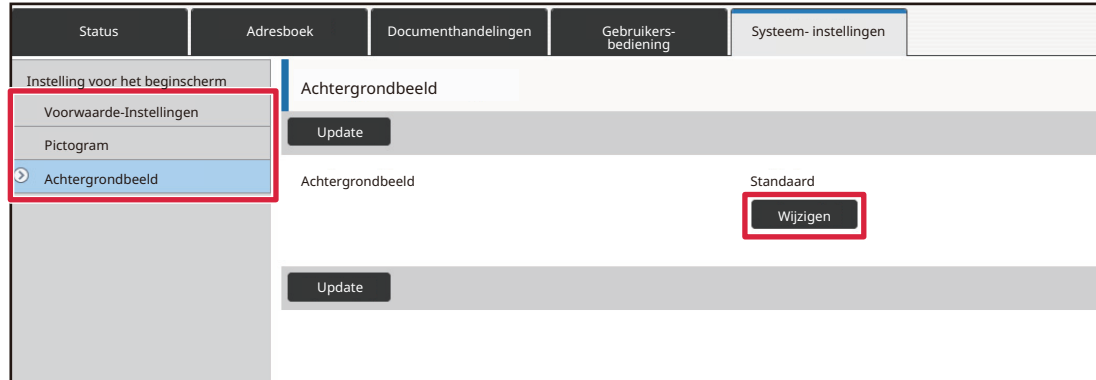 Status
Adresboek
Documenthandelingen
Gebruikers-
bediening
Systeem- instellingen
Instelling voor het beginscherm
Voorwaarde-Instellingen
Pictogram
Achtergrondbeeld
Achtergrondbeeld
Update
Achtergrondbeeld
Standaard
Wijzigen
Update